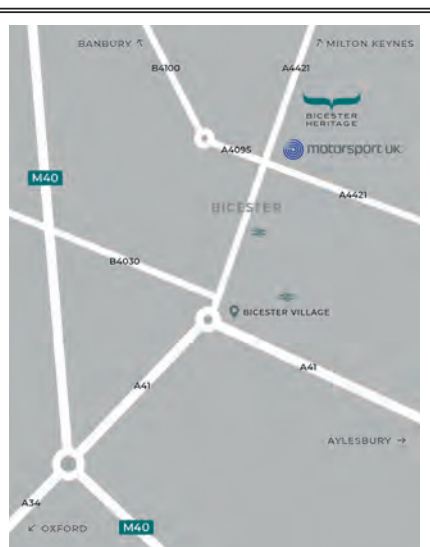 BANBURY ↖
↗ MILTON KEYNES
B4100
A4421
BICESTER
HERITAGE
A4095
motorsport UK
M40
A4421
BICESTER
B4030
BICESTER VILLAGE
A41
A41
AYLESBURY →
A34
↙ OXFORD
M40